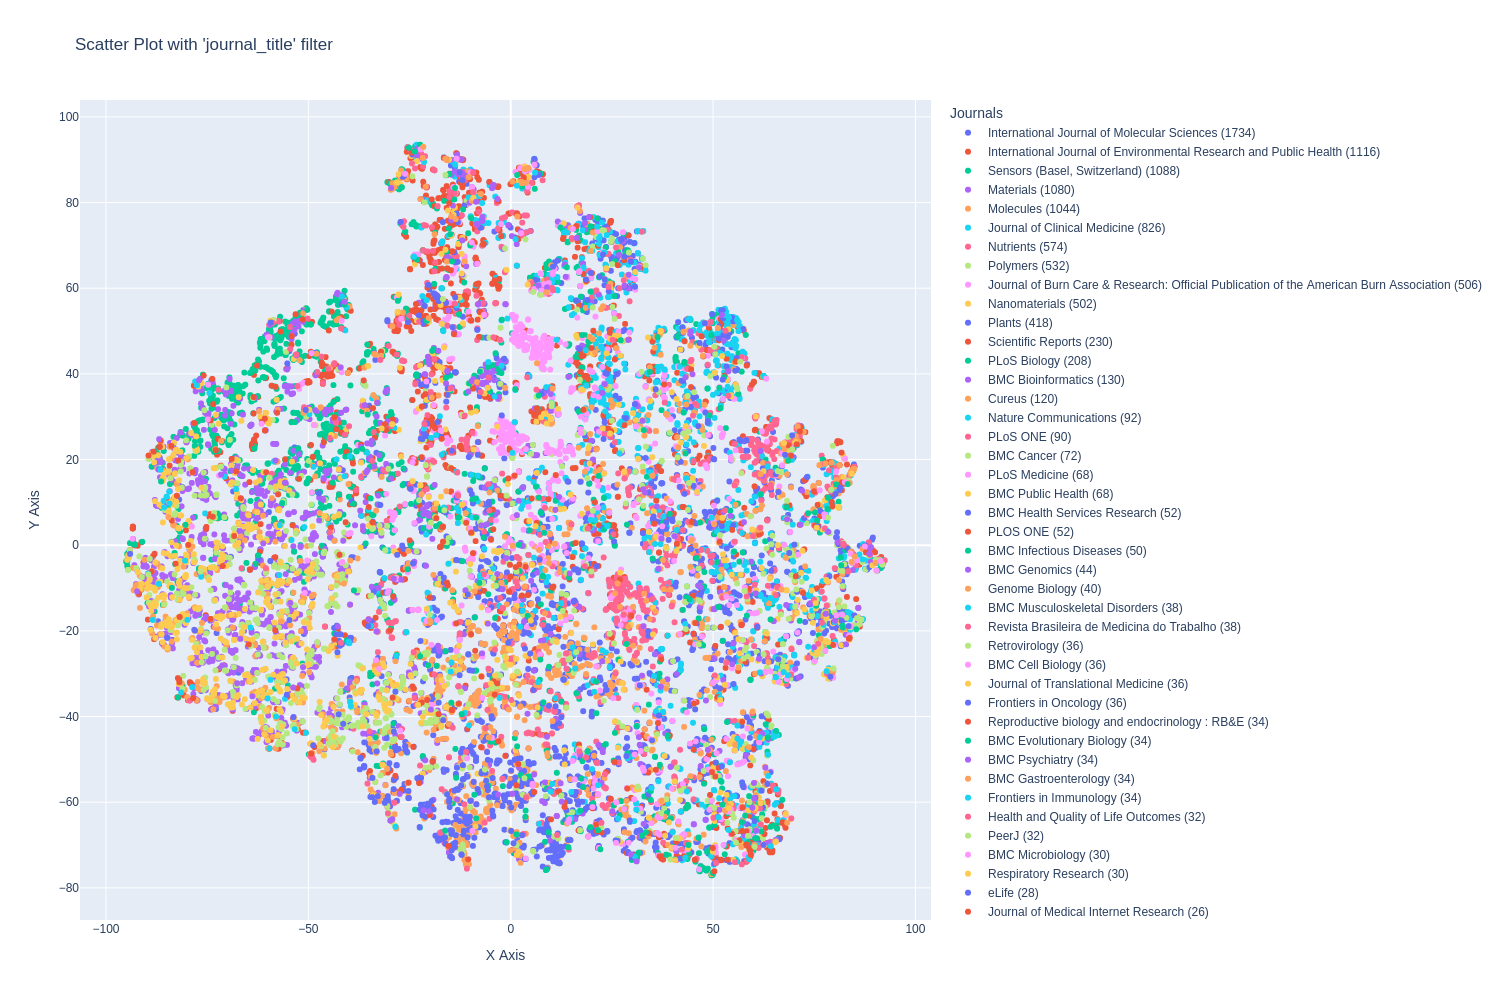 Scatter Plot with 'journal_title' filter
100
80
60
40
20
0
−20
−40
−60
−80
Y Axis
−100
−50
0
50
100
X Axis
Journals
International Journal of Molecular Sciences (1734)
International Journal of Environmental Research and Public Health (1116)
Sensors (Basel, Switzerland) (1088)
Materials (1080)
Molecules (1044)
Journal of Clinical Medicine (826)
Nutrients (574)
Polymers (532)
Journal of Burn Care & Research: Official Publication of the American Burn Association (506)
Nanomaterials (502)
Plants (418)
Scientific Reports (230)
PLoS Biology (208)
BMC Bioinformatics (130)
Cureus (120)
Nature Communications (92)
PLoS ONE (90)
BMC Cancer (72)
PLoS Medicine (68)
BMC Public Health (68)
BMC Health Services Research (52)
PLOS ONE (52)
BMC Infectious Diseases (50)
BMC Genomics (44)
Genome Biology (40)
BMC Musculoskeletal Disorders (38)
Revista Brasileira de Medicina do Trabalho (38)
Retrovirology (36)
BMC Cell Biology (36)
Journal of Translational Medicine (36)
Frontiers in Oncology (36)
Reproductive biology and endocrinology : RB&E (34)
BMC Evolutionary Biology (34)
BMC Psychiatry (34)
BMC Gastroenterology (34)
Frontiers in Immunology (34)
Health and Quality of Life Outcomes (32)
PeerJ (32)
BMC Microbiology (30)
Respiratory Research (30)
eLife (28)
Journal of Medical Internet Research (26)